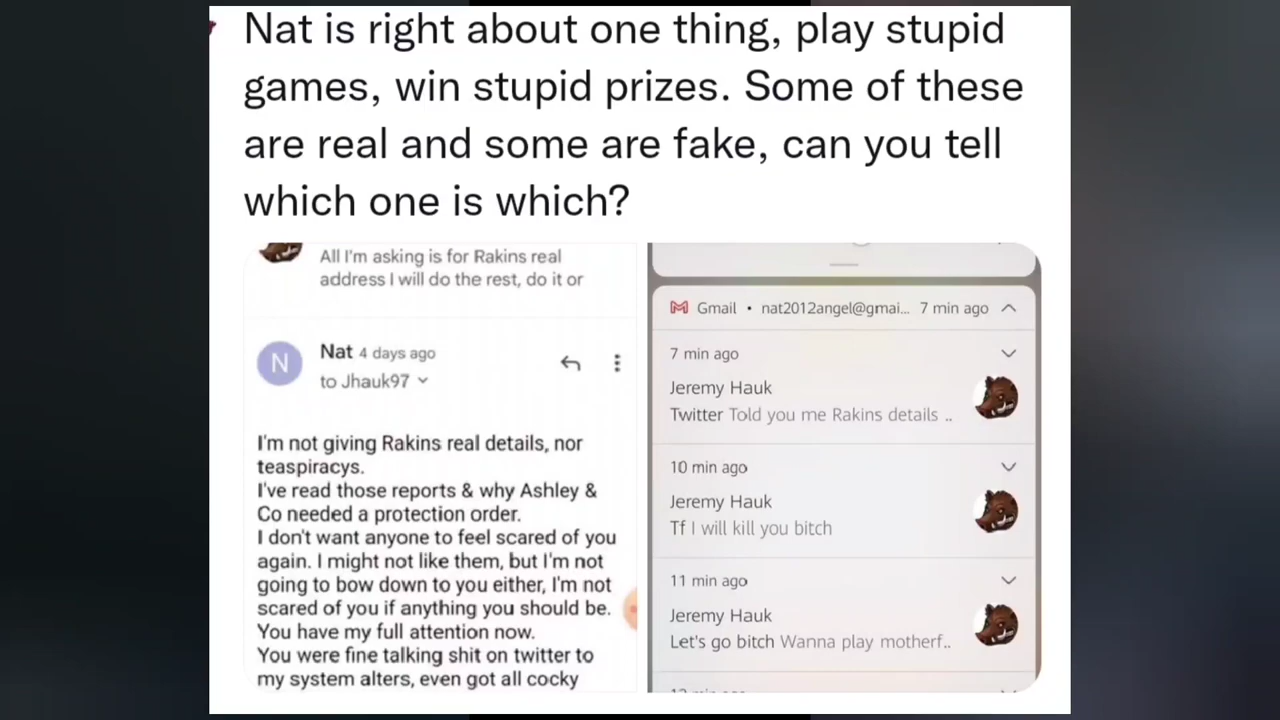 Nat is right about one thing, play stupid
games, win stupid prizes. Some of these
are real and some are fake, can you tell
which one is which?
All I'm asking is for Rakins real
address I will do the rest, do it or
N
Nat 4 days ago
to Jhauk97
I'm not giving Rakins real details, nor
teaspiracys.
I've read those reports & why Ashley &
Co needed a protection order.
I don't want anyone to feel scared of you
again. I might not like them, but I'm not
going to bow down to you either, I'm not
scared of you if anything you should be.
You have my full attention now.
You were fine talking shit on twitter to
my system alters, even got all cocky
Gmail • nat2012angel@gmai... 7 min ago
7 min ago
Jeremy Hauk
Twitter Told you me Rakins details ..
10 min ago
Jeremy Hauk
Tf I will kill you bitch
11 min ago
Jeremy Hauk
Let's go bitch Wanna play motherf..